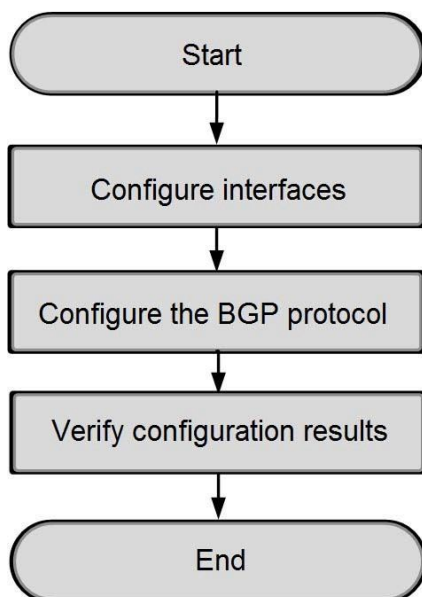 Start
Configure interfaces
Configure the BGP protocol
Verify configuration results
End